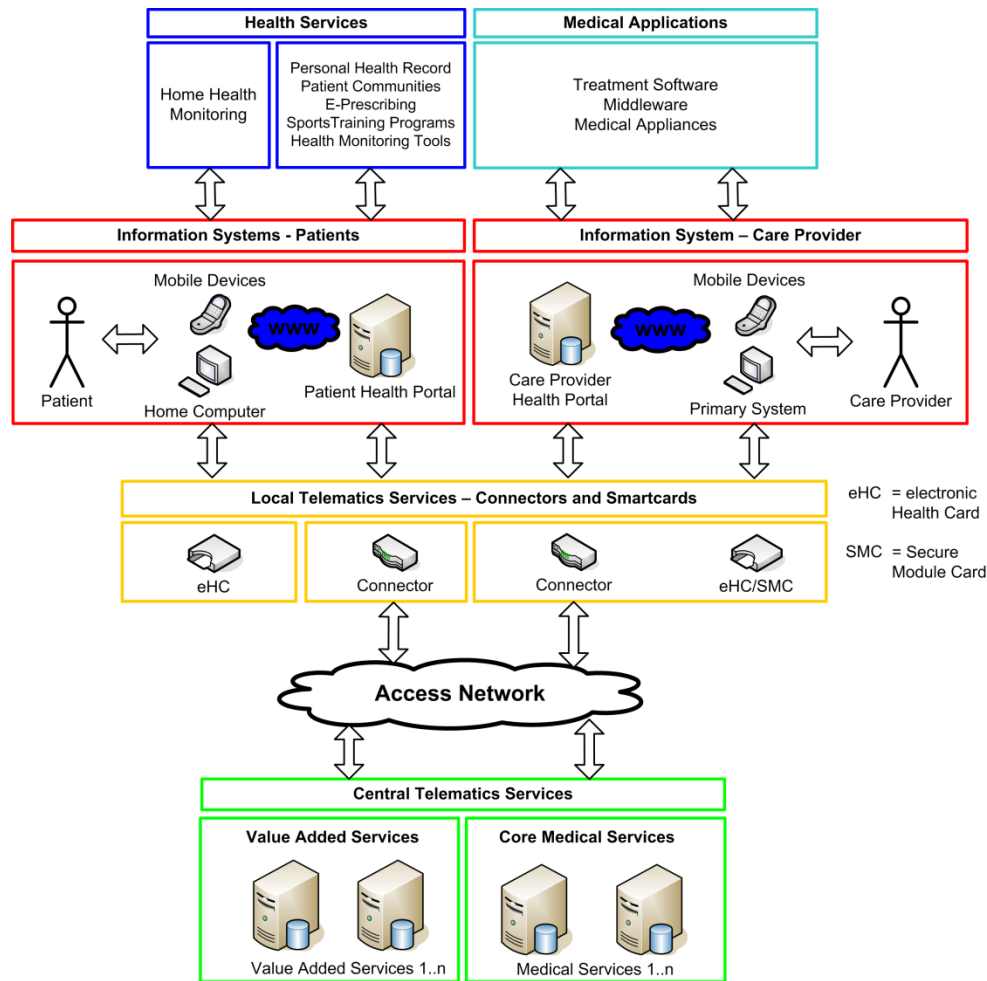 Health Services
Medical Applications
Home Health
Monitoring
Personal Health Record
Patient Communities
E-Prescribing
SportsTraining Programs
Health Monitoring Tools
Treatment Software
Middleware
Medical Appliances
Information Systems - Patients
Information System – Care Provider
Mobile Devices
www
Patient
Home Computer
Patient Health Portal
Mobile Devices
www
Care Provider
Health Portal
Primary System
Care Provider
Local Telematics Services – Connectors and Smartcards
eHC = electronic
Health Card
SMC = Secure
Module Card
eHC
Connector
Connector
eHC/SMC
Access Network
Central Telematics Services
Value Added Services
Core Medical Services
Value Added Services 1..n
Medical Services 1..n